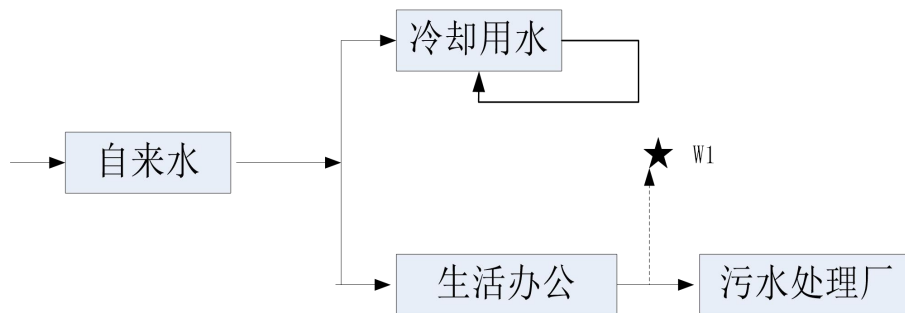 冷却用水
自来水
W1
生活办公
污水处理厂